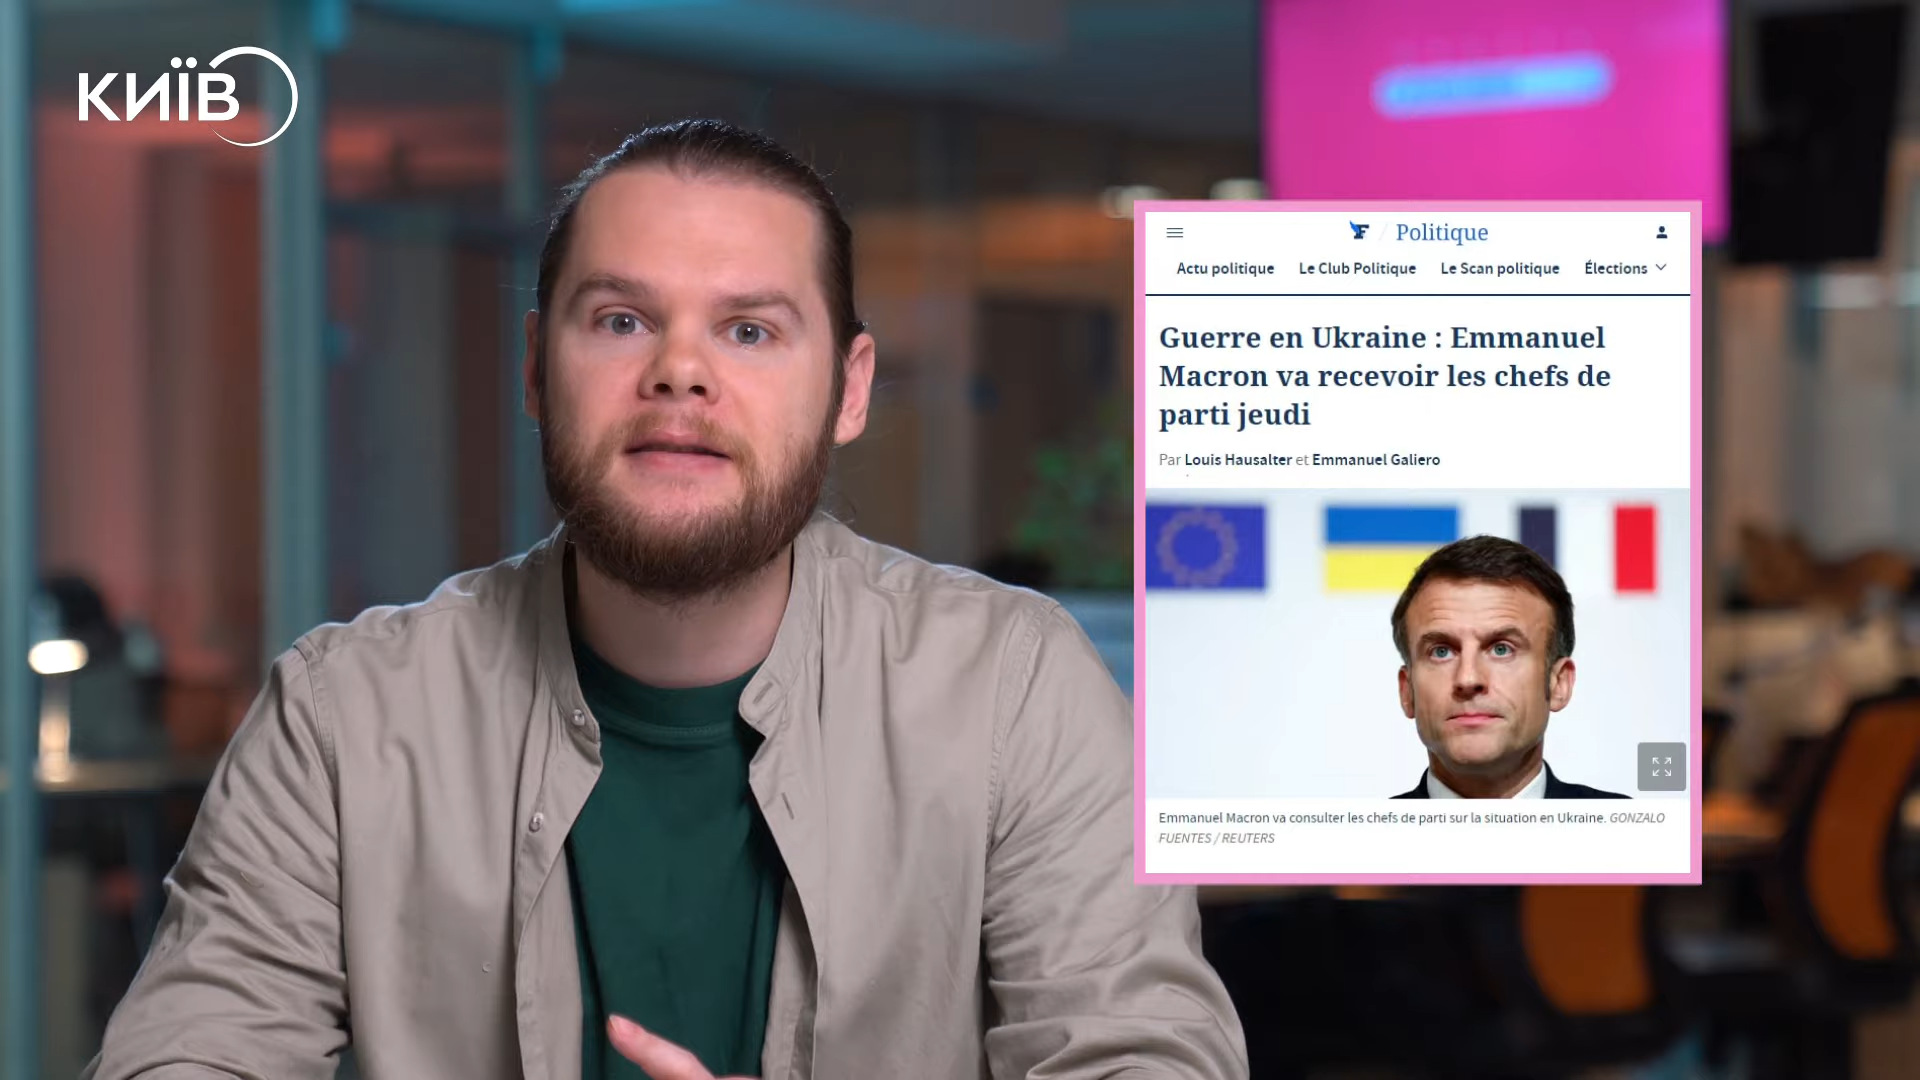 КИЇВ
Politique
Actu politique Le Club Politique Le Scan politique Élections
Guerre en Ukraine : Emmanuel
Macron va recevoir les chefs de
parti jeudi
Par Louis Hausalter et Emmanuel Galiero
Emmanuel Macron va consulter les chefs de parti sur la situation en Ukraine. GONZALO
FUENTES / REUTERS